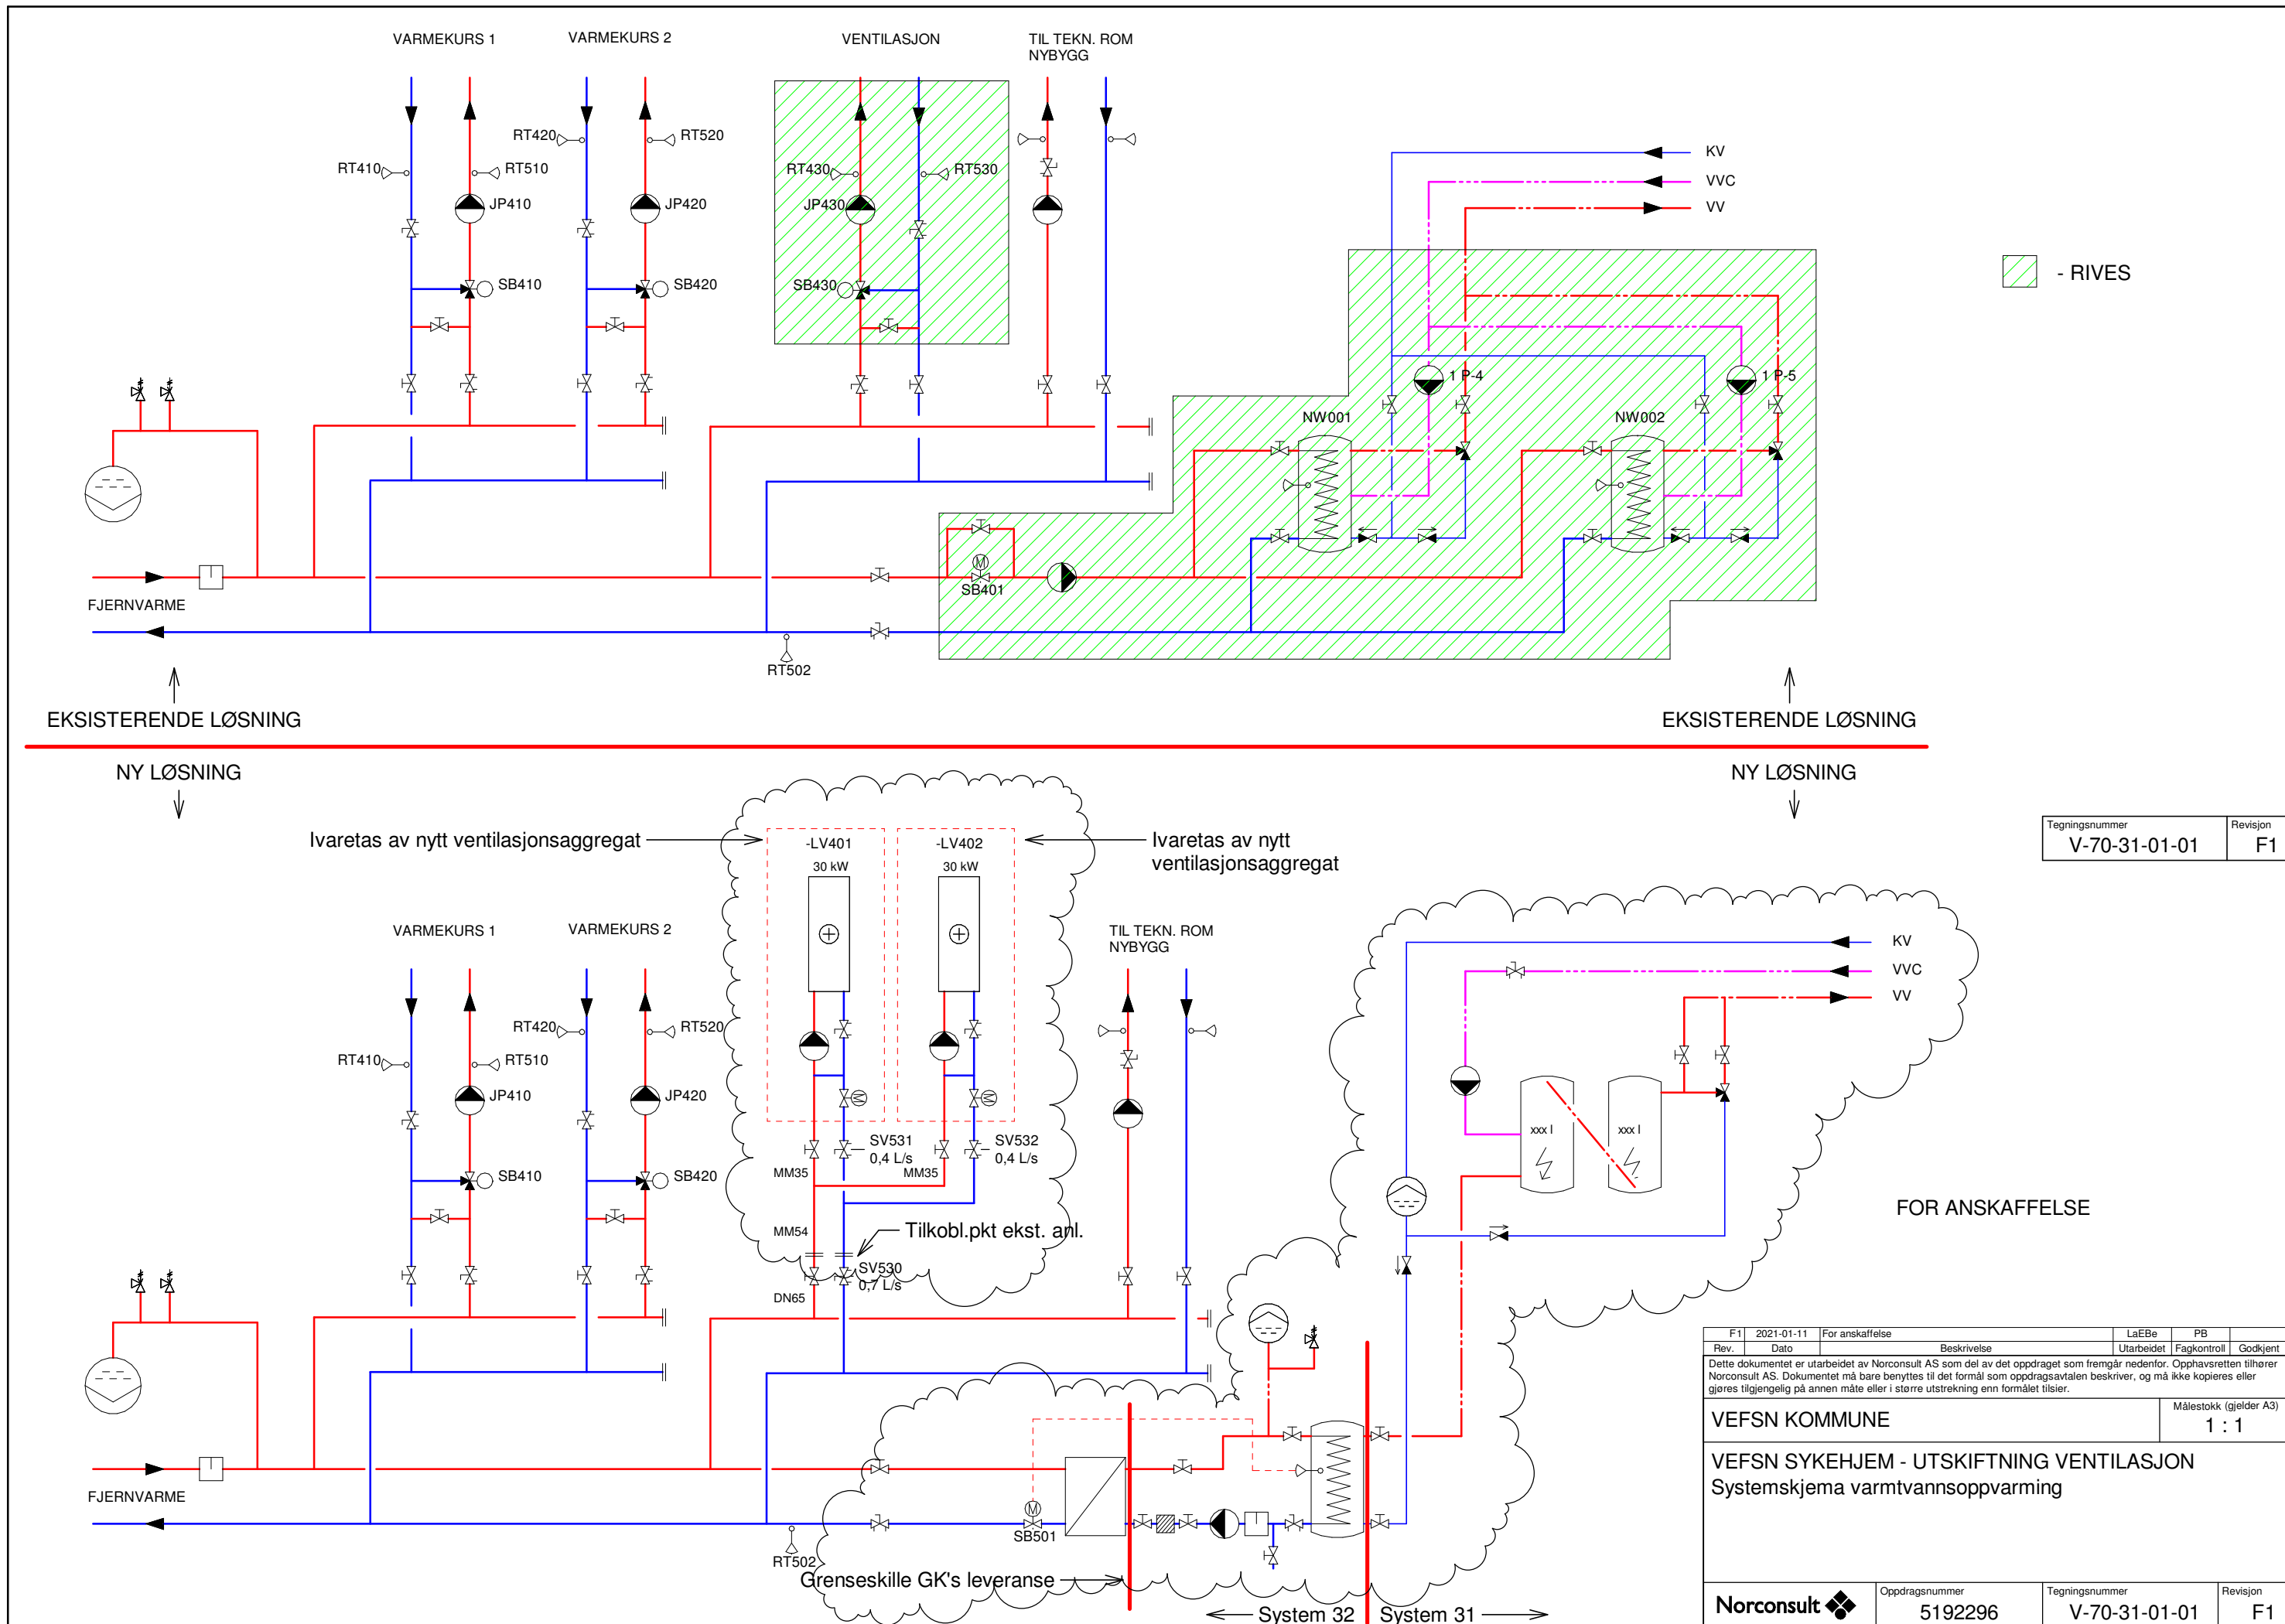 VARMEKURS 1
VARMEKURS 2
VENTILASJON
TIL TEKN. ROM
NYBYGG
RT410
RT510
RT420
RT520
RT430
RT530
JP410
JP420
JP430
SB410
SB420
SB430
KV
VVC
VV
- RIVES
1 P-4
1 P-5
NW001
NW002
M
SB401
FJERNVARME
RT502
EKSISTERENDE LØSNING
EKSISTERENDE LØSNING
NY LØSNING
NY LØSNING
Ivaretas av nytt ventilasjonsaggregat
-LV401
30 kW
-LV402
30 kW
Ivaretas av nytt
ventilasjonsaggregat
Tegningsnummer
V-70-31-01-01
Revisjon
F1
VARMEKURS 1
VARMEKURS 2
TIL TEKN. ROM
NYBYGG
KV
VVC
VV
RT410
RT510
RT420
RT520
JP410
JP420
M
M
SV531
0,4 L/s
SV532
0,4 L/s
MM35
MM35
SB410
SB420
xxx l
xxx l
MM54
Tilkobl.pkt ekst. anl.
SV530
0,7 L/s
DN65
FOR ANSKAFFELSE
FJERNVARME
M
SB501
RT502
Grenseskille GK's leveranse
System 32
System 31
F1 2021-01-11 For anskaffelse LaEBe PB
Rev. Dato Beskrivelse Utarbeidet Fagkontroll Godkjent
Dette dokumentet er utarbeidet av Norconsult AS som del av det oppdraget som fremgår nedenfor. Opphavsretten tilhører
Norconsult AS. Dokumentet må bare benyttes til det formål som oppdragsavtalen beskriver, og må ikke kopieres eller
gjøres tilgjengelig på annen måte eller i større utstrekning enn formålet tilsier.
VEFSN KOMMUNE
Målestokk (gjelder A3)
1 : 1
VEFSN SYKEHJEM - UTSKIFTNING VENTILASJON
Systemskjema varmtvannsoppvarming
Norconsult
Oppdragsnummer
5192296
Tegningsnummer
V-70-31-01-01
Revisjon
F1